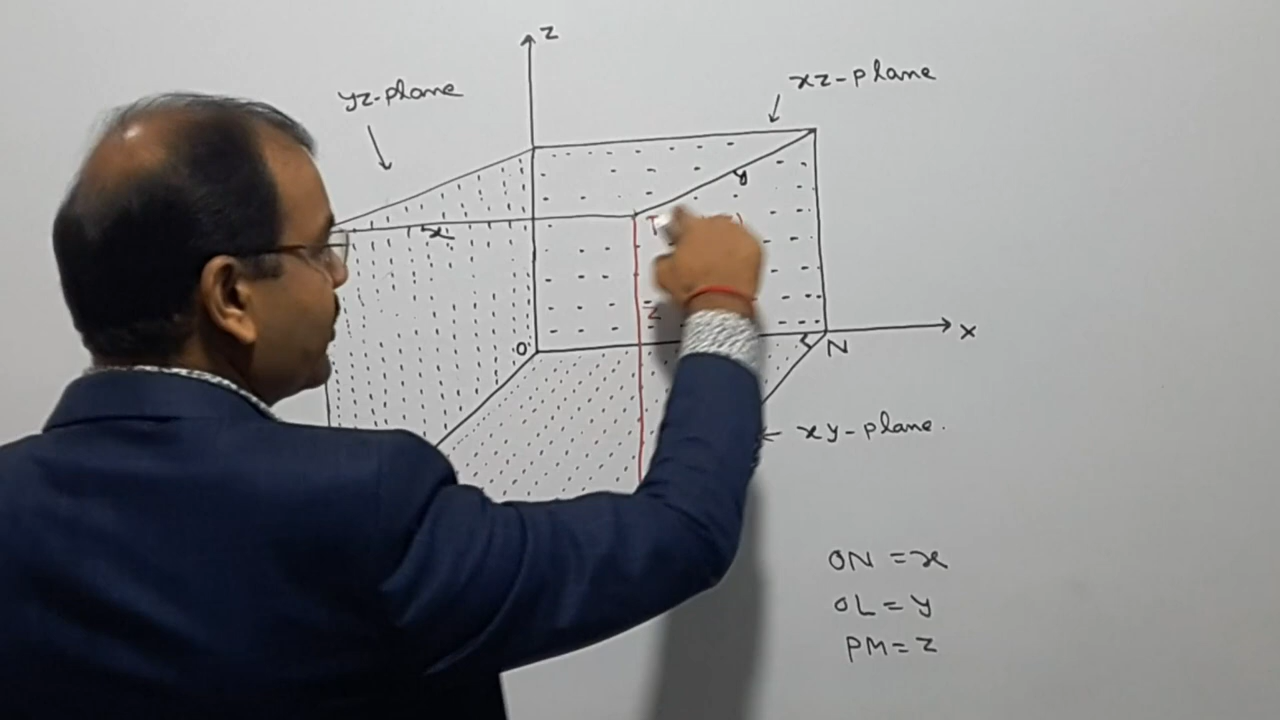 z
xz-plane
yz-plane
y
x
z
O
N
x
xy-plane.
ON = x
OL = y
PM = z